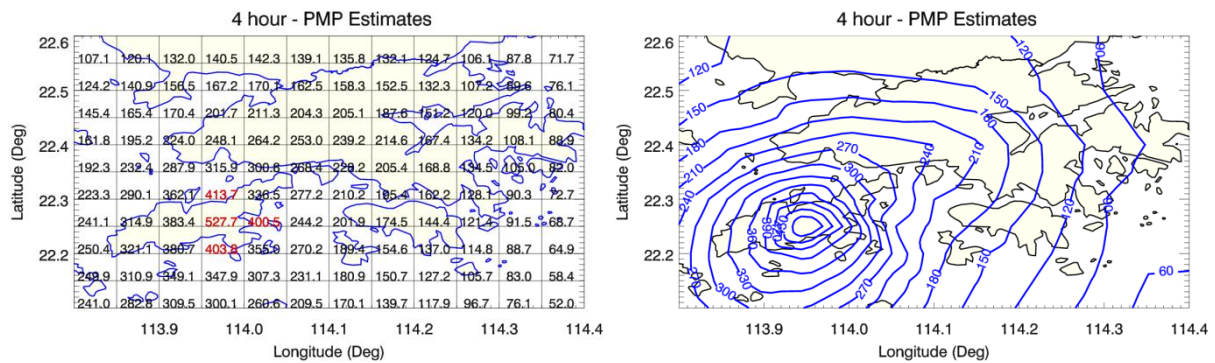 4 hour - PMP Estimates
22.6
107.1 120.1 132.0 140.5 142.3 139.1 135.8 132.1 124.7 106.1 87.8 71.7
124.2 140.9 156.5 167.2 170.1 162.5 158.3 152.5 132.3 107.2 89.6 76.1
22.5
145.4 165.4 170.4 201.7 211.3 204.3 205.1 187.6 151.2 120.0 99.2 80.4
161.8 195.2 224.0 248.1 264.2 253.0 239.2 214.6 167.4 134.2 108.1 88.9
22.4
192.3 232.4 287.9 315.9 300.8 268.4 229.2 205.4 168.8 134.5 105.0 82.0
22.3
223.3 290.1 362.1 413.7 336.5 277.2 210.2 185.4 162.2 128.1 90.3 72.7
241.1 314.9 383.4 527.7 400.5 244.2 201.9 174.5 144.4 121.4 91.5 68.7
22.2
250.4 321.1 380.7 403.8 355.9 270.2 189.4 154.6 137.0 114.8 88.7 64.9
249.9 310.9 349.1 347.9 307.3 231.1 180.9 150.7 127.2 105.7 83.0 58.4
241.0 282.8 309.5 300.1 260.6 209.5 170.1 139.7 117.9 96.7 76.1 52.0
113.9 114.0 114.1 114.2 114.3 114.4
Longitude (Deg)
Latitude (Deg)
4 hour - PMP Estimates
22.6
22.5
22.4
22.3
22.2
120 120 90
120
150 150
180 180
210 210
270 240
240 300
360 390
120
330 150
300 270 180
60
113.9 114.0 114.1 114.2 114.3 114.4
Longitude (Deg)
Latitude (Deg)